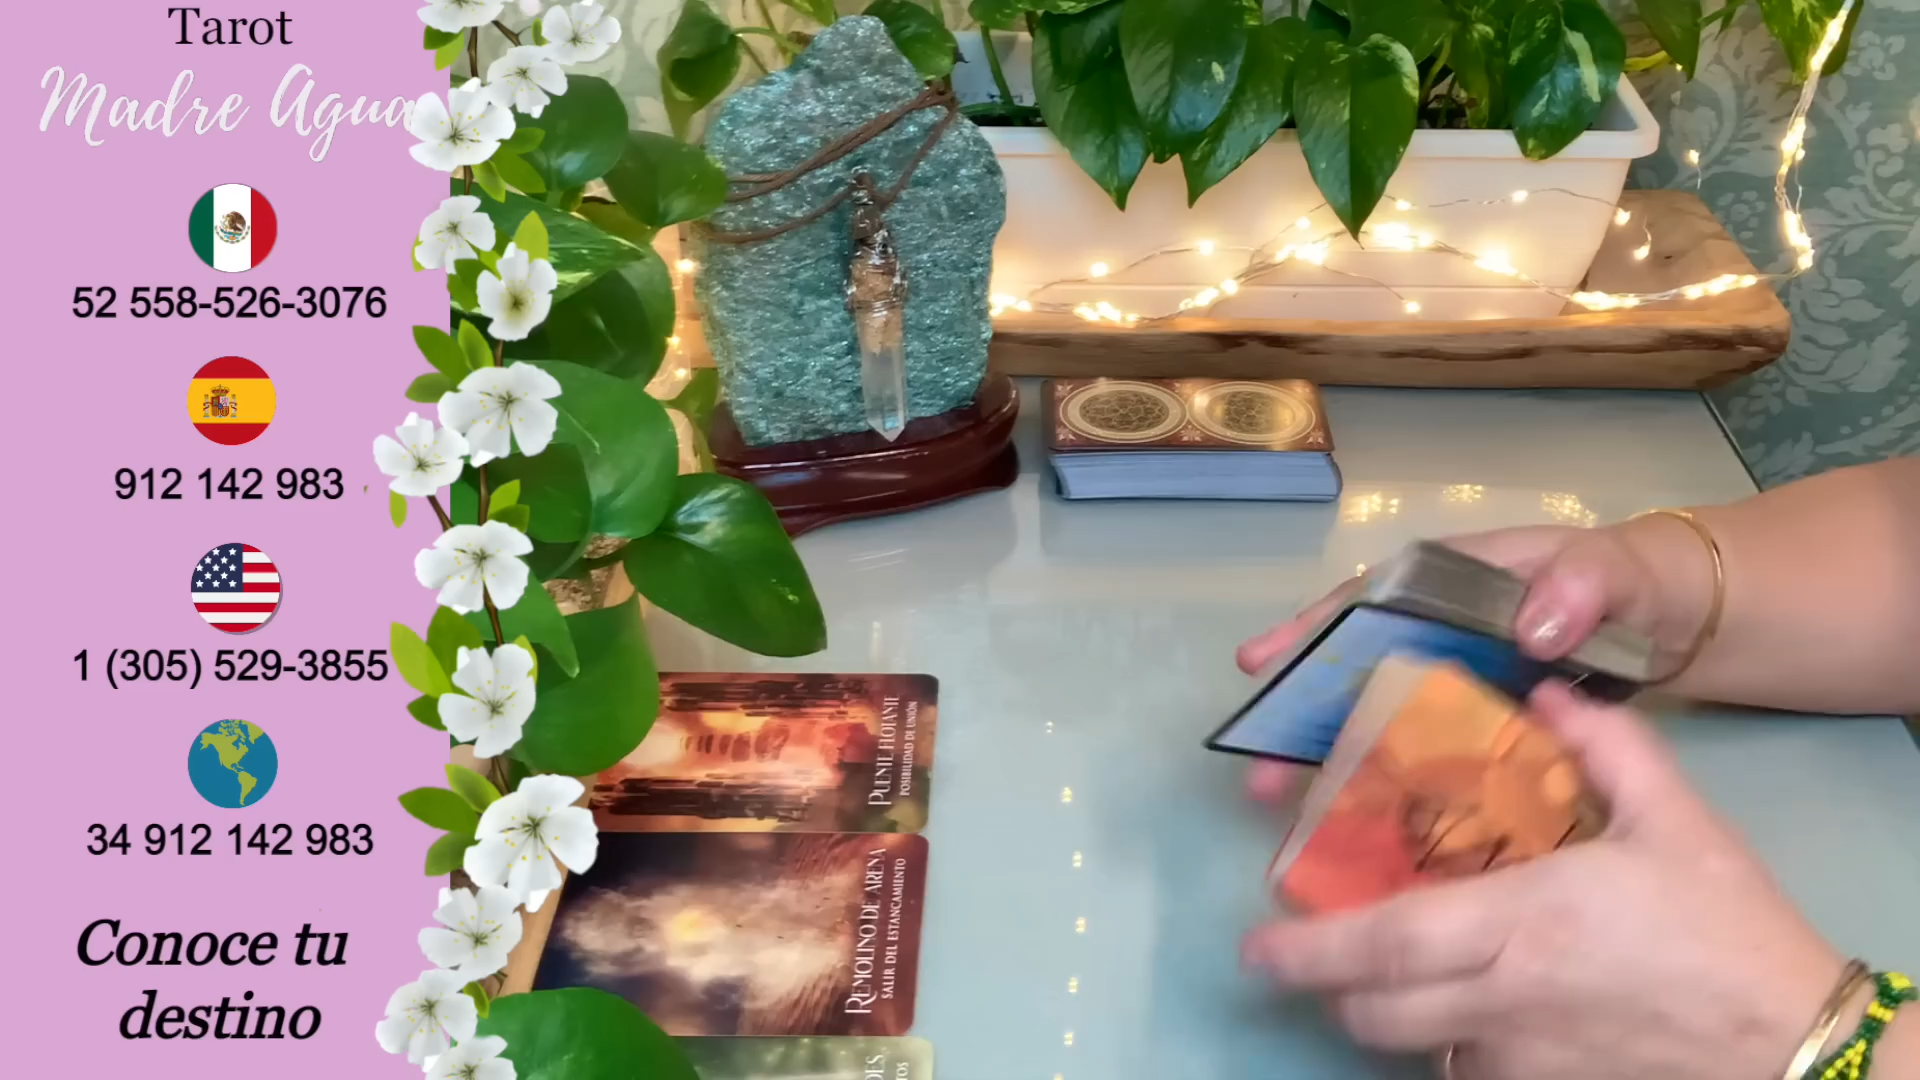 Tarot
Madre Agua
52 558-526-3076
912 142 983
1 (305) 529-3855
34 912 142 983
Conoce tu
destino
PUENTE FLOTANTE
POSIBILIDAD DE UNIÓN
REMOLINO DE ARENA
SALIR DEL ESTANCAMIENTO